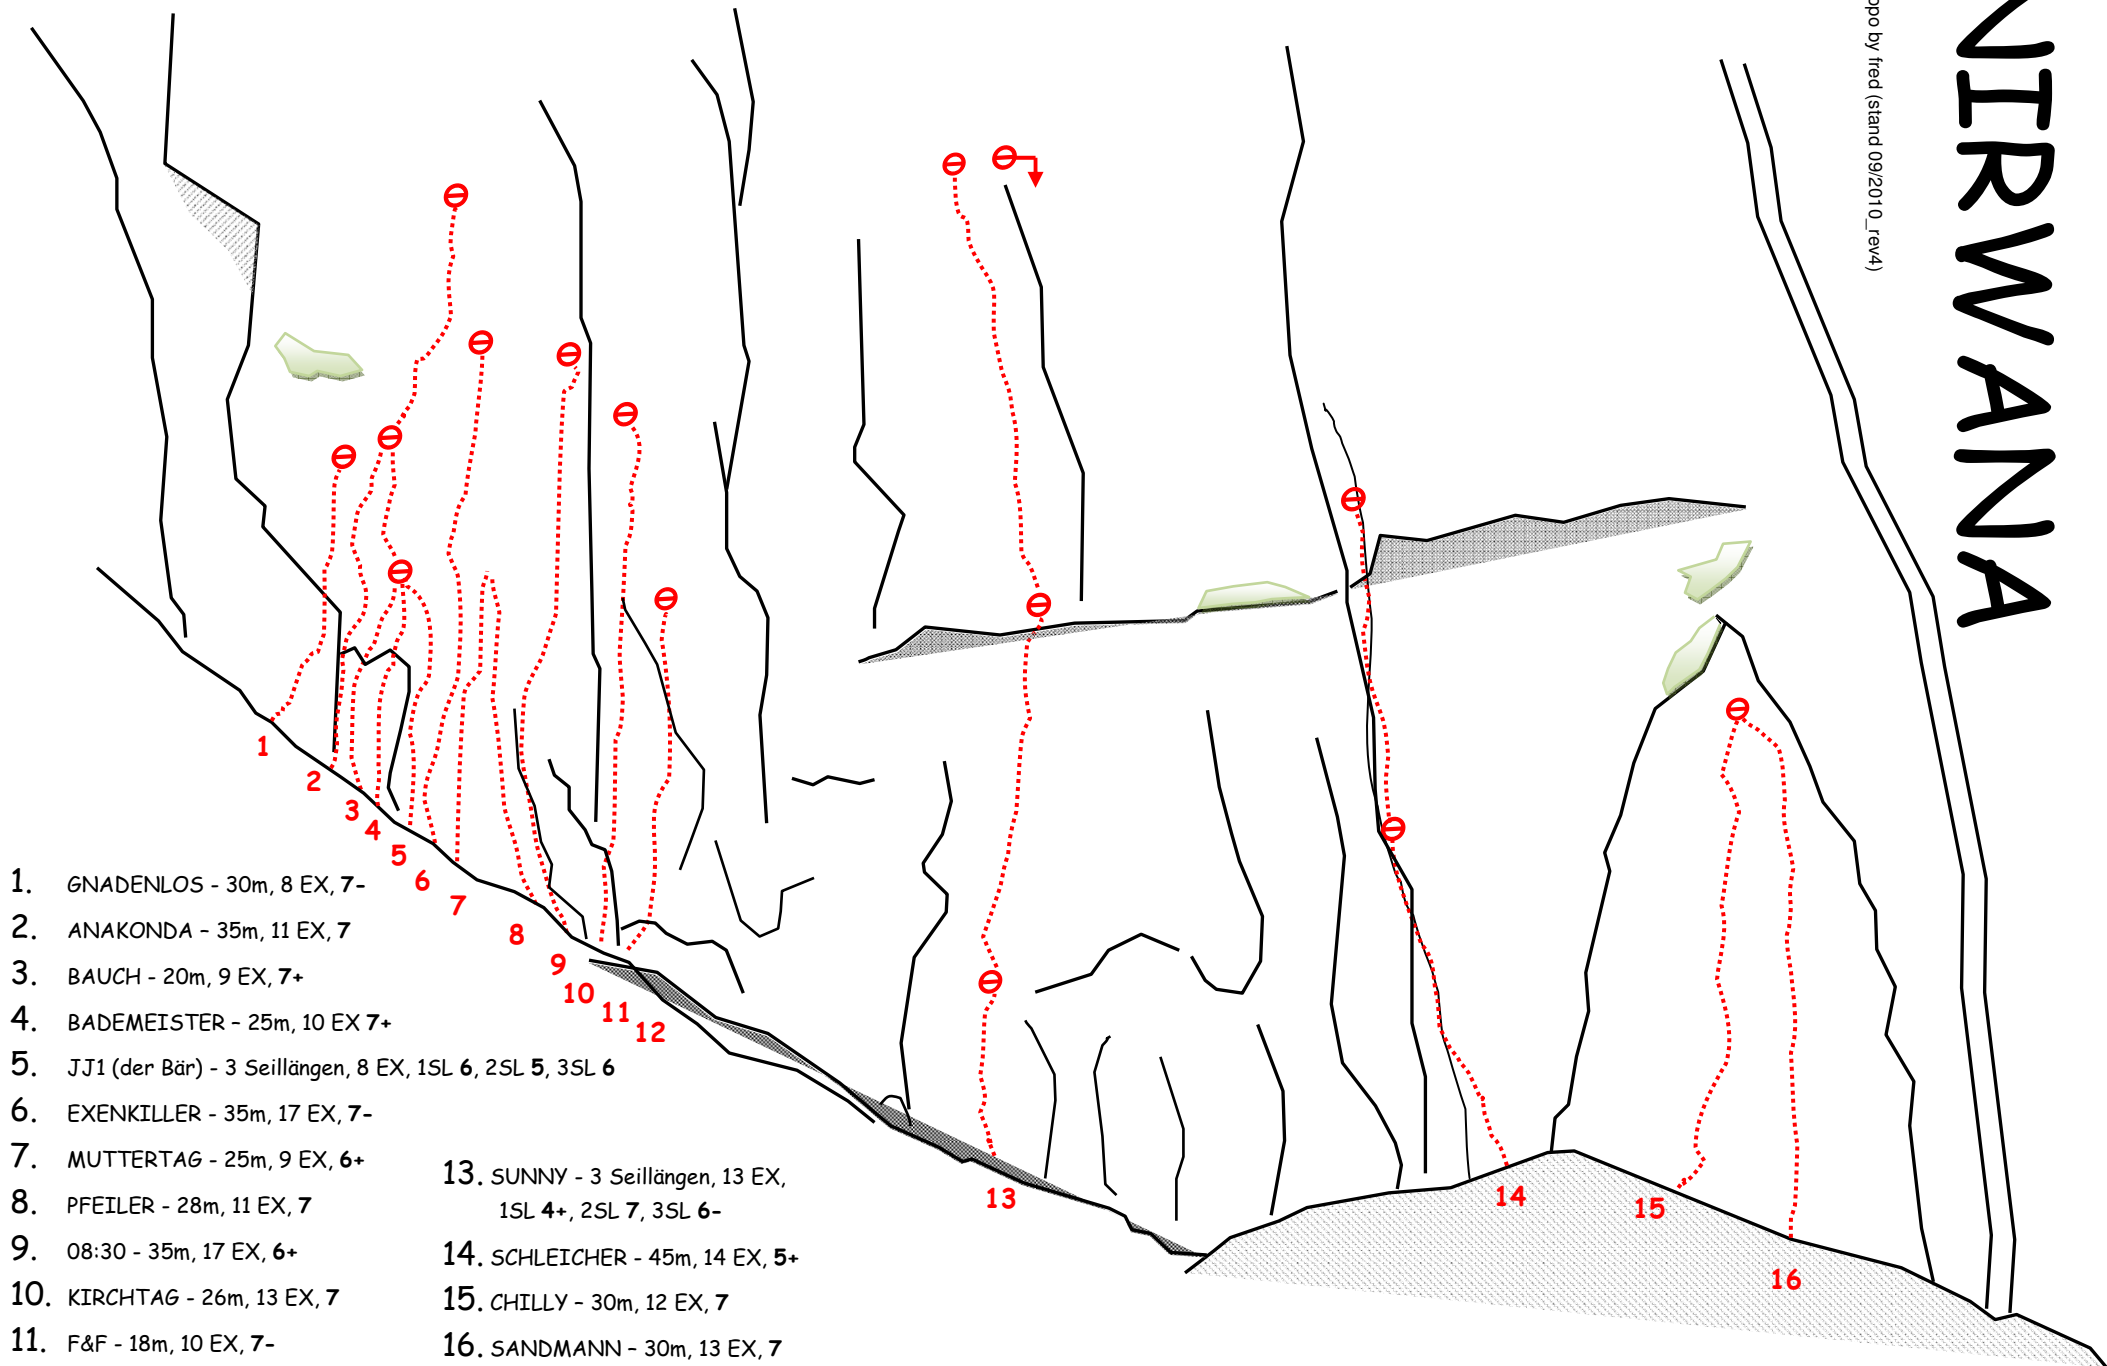 NIRWANA
by fred (stand 09/2010_rev4)
1
2
3
4
5
6
7
8
9
10
11
12
13
14
15
16
1. GNADENLOS - 30m, 8 EX, 7-
2. ANAKONDA - 35m, 11 EX, 7
3. BAUCH - 20m, 9 EX, 7+
4. BADEMEISTER - 25m, 10 EX 7+
5. JJ1 (der Bär) - 3 Seillängen, 8 EX, 1SL 6, 2SL 5, 3SL 6
6. EXENKILLER - 35m, 17 EX, 7-
7. MUTTERTAG - 25m, 9 EX, 6+
8. PFEILER - 28m, 11 EX, 7
9. 08:30 - 35m, 17 EX, 6+
10. KIRCHTAG - 26m, 13 EX, 7
11. F&F - 18m, 10 EX, 7-
13. SUNNY - 3 Seillängen, 13 EX,
1SL 4+, 2SL 7, 3SL 6-
14. SCHLEICHER - 45m, 14 EX, 5+
15. CHILLY - 30m, 12 EX, 7
16. SANDMANN - 30m, 13 EX, 7